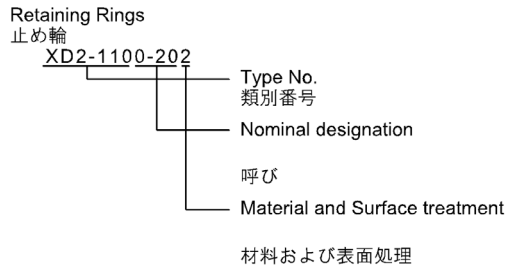 Retaining Rings
止め輪
XD2-1100-202
Type No.
類別番号
Nominal designation
呼び
Material and Surface treatment
材料および表面処理